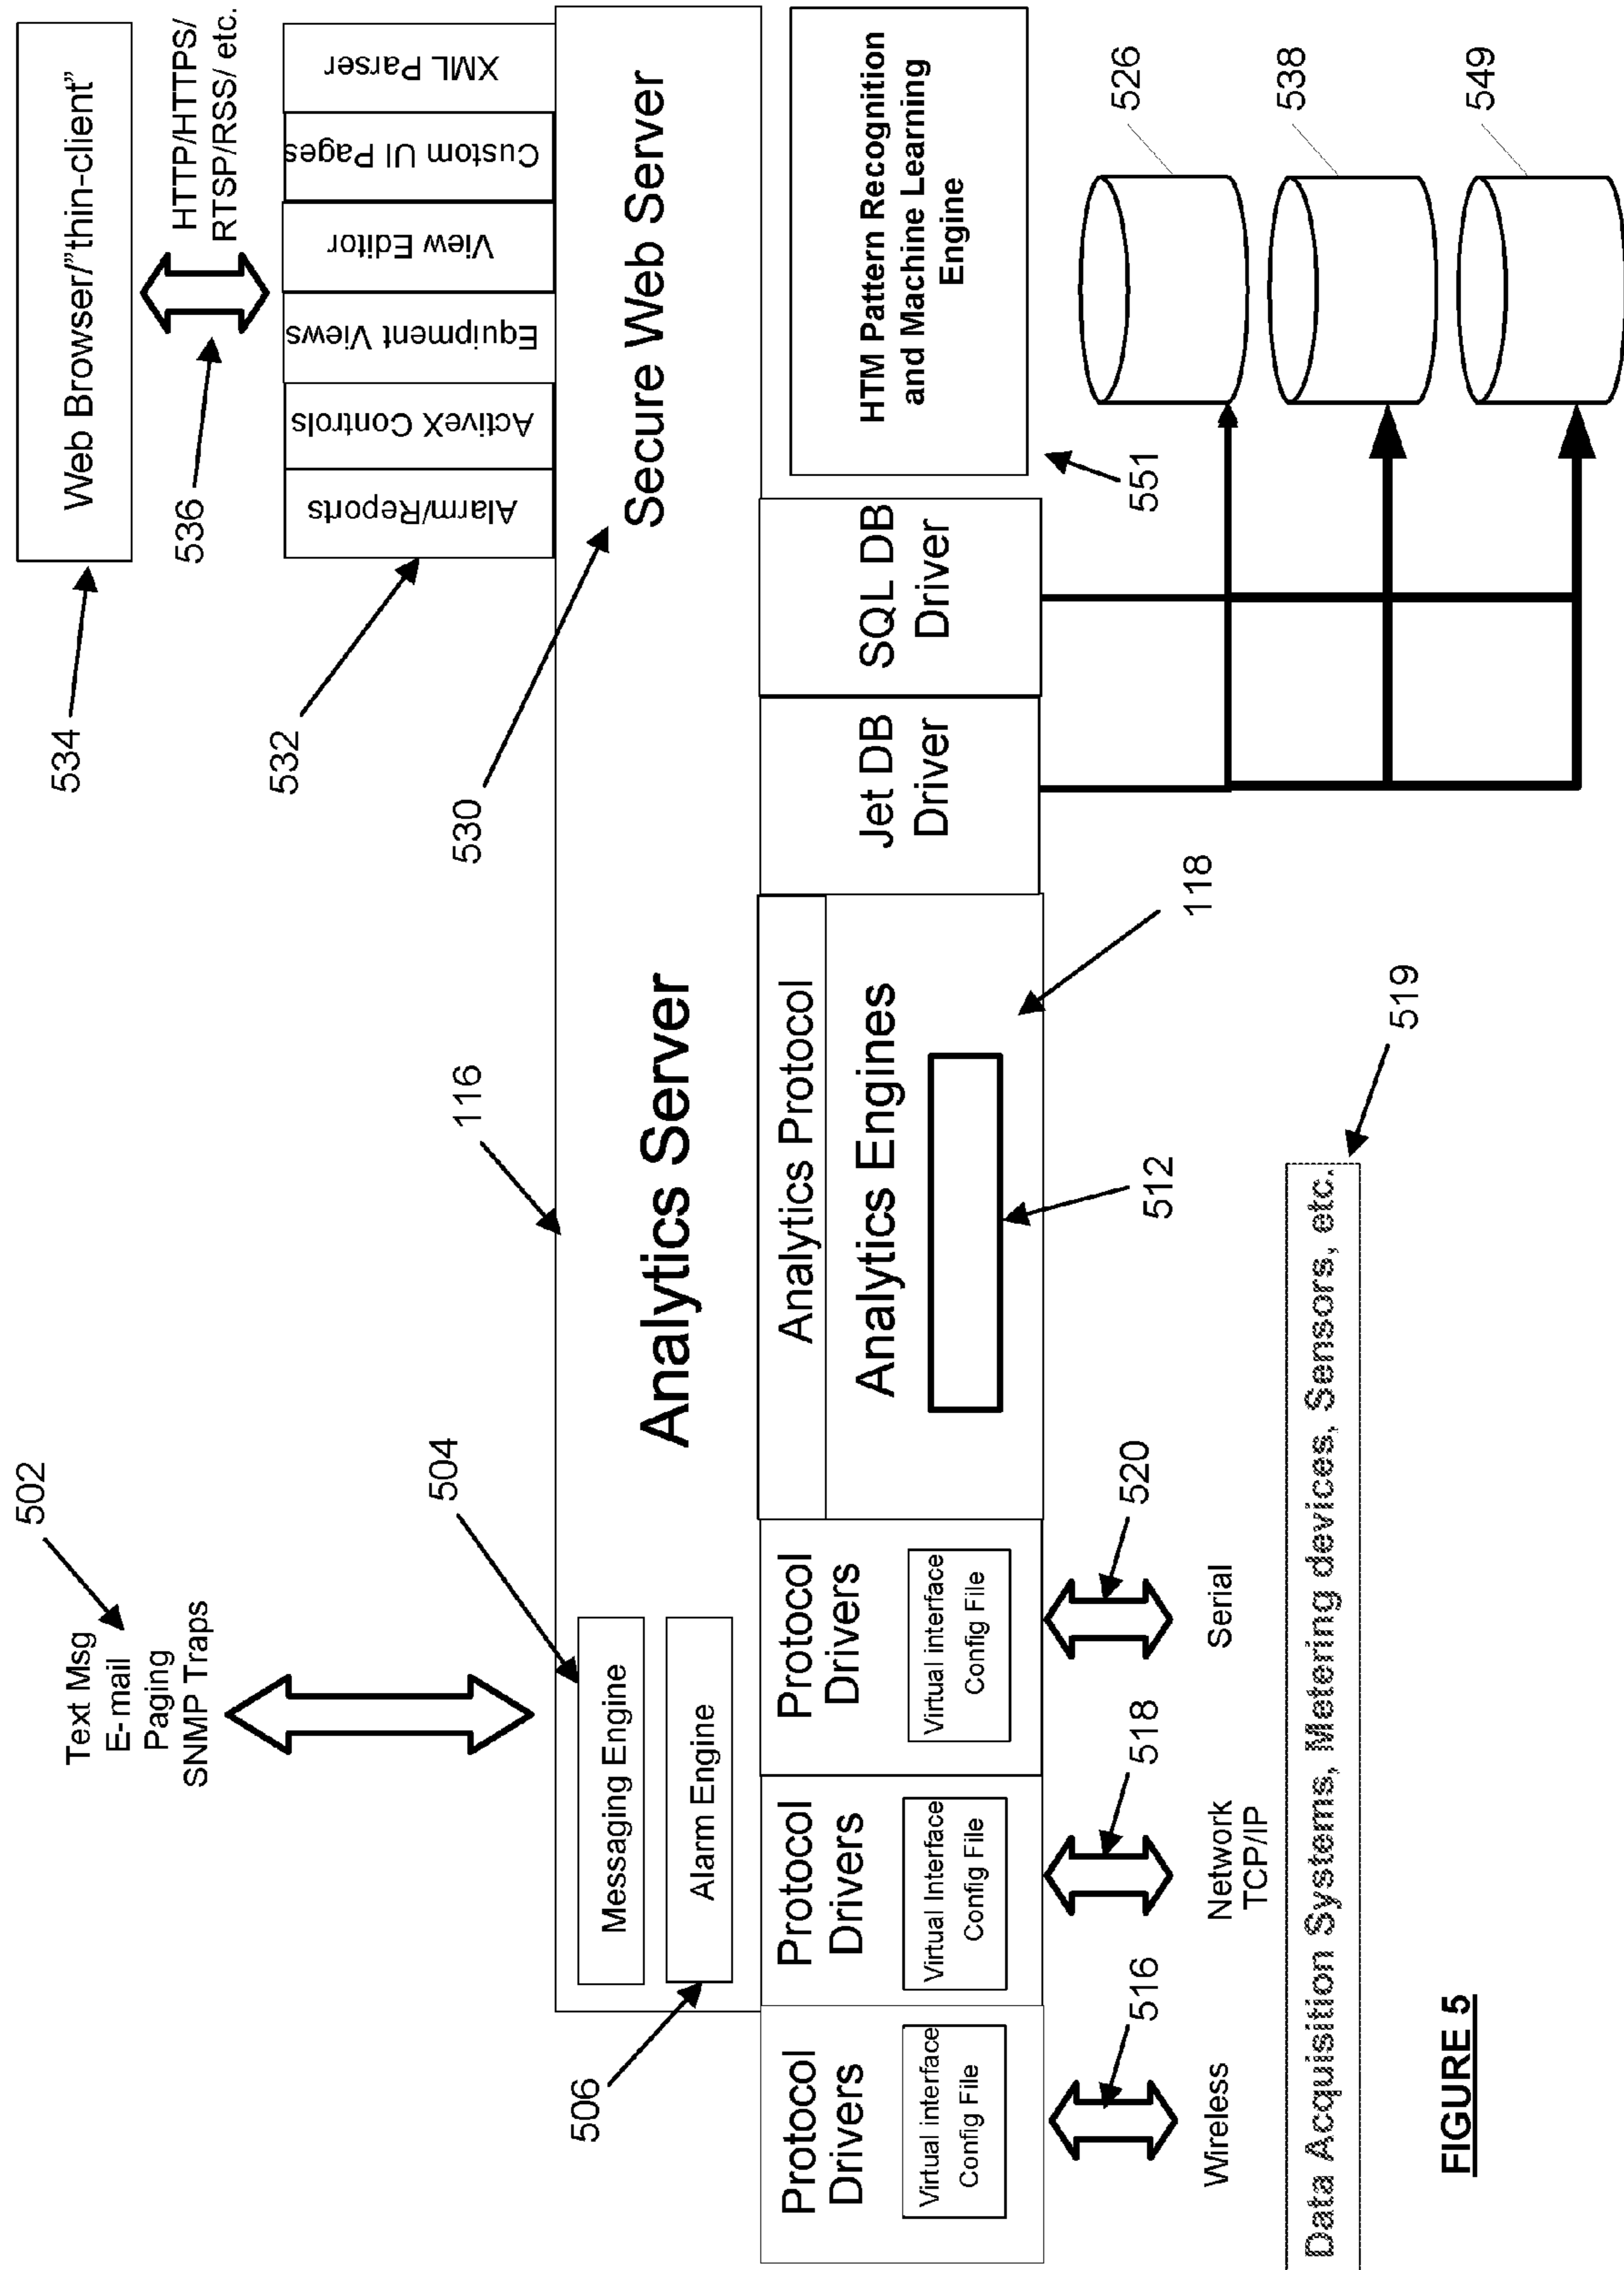 Text Msg
E-mail
Paging
SNMP Traps
502
534
Web Browser/"thin-client"
536
HTTP/HTTPS/
RTSP/RSS/ etc.
532
Alarm/Reports
ActiveX Controls
Equipment Views
View Editor
Custom UI Pages
XML Parser
504
116
530
506
Messaging Engine
Alarm Engine
Analytics Server
Secure Web Server
Protocol
Drivers
Virtual interface
Config File
Protocol
Drivers
Virtual Interface
Config File
Protocol
Drivers
Virtual interface
Config File
Analytics Protocol
Analytics Engines
Jet DB
Driver
SQL DB
Driver
HTM Pattern Recognition
and Machine Learning
Engine
516
518
520
512
118
551
526
538
549
Wireless
Network
TCP/IP
Serial
519
Data Acquisition Systems, Metering devices, Sensors, etc.
FIGURE 5